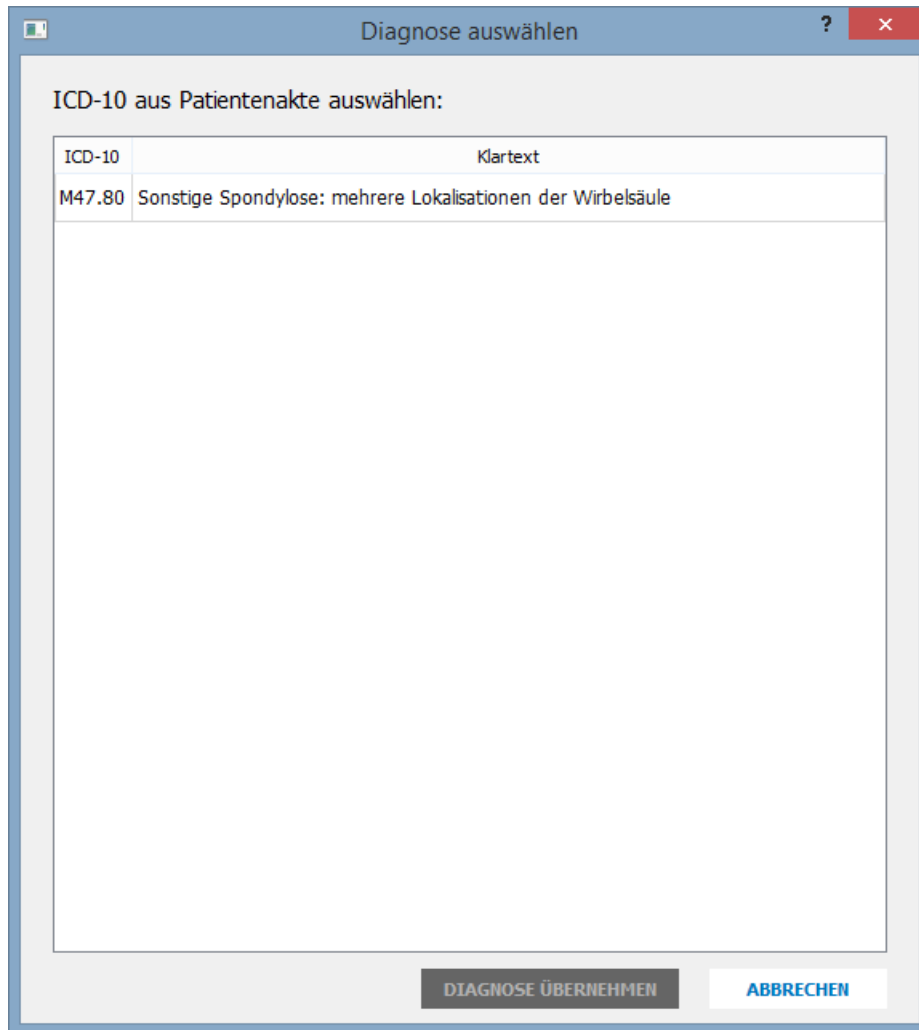 Diagnose auswählen
?
ICD-10 aus Patientenakte auswählen:
ICD-10 Klartext
M47.80 Sonstige Spondylose: mehrere Lokalisationen der Wirbelsäule
DIAGNOSE ÜBERNEHMEN ABBRECHEN